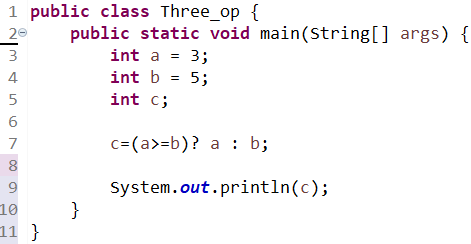 1 public class Three_op {
2 public static void main(String[] args) {
3 int a = 3;
4 int b = 5;
5 int c;
6
7 c=(a>=b)? a : b;
8
9 System.out.println(c);
10 }
11 }